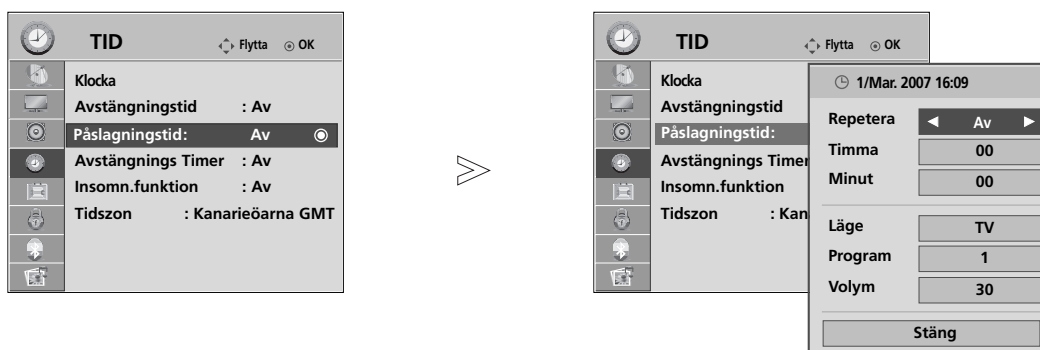 TID
Flytta OK
Klocka
Avstängningstid : Av
Påslagningstid: Av
Avstängnings Timer : Av
Insomn.funktion : Av
Tidszon : Kanarieöarna GMT
TID
Flytta OK
Klocka
Avstängningstid
Påslagningstid:
Avstängnings Timer
Insomn.funktion
Tidszon : Kan
1/Mar. 2007 16:09
Repetera ◀ Av ▶
Timma 00
Minut 00
Läge TV
Program 1
Volym 30
Stäng